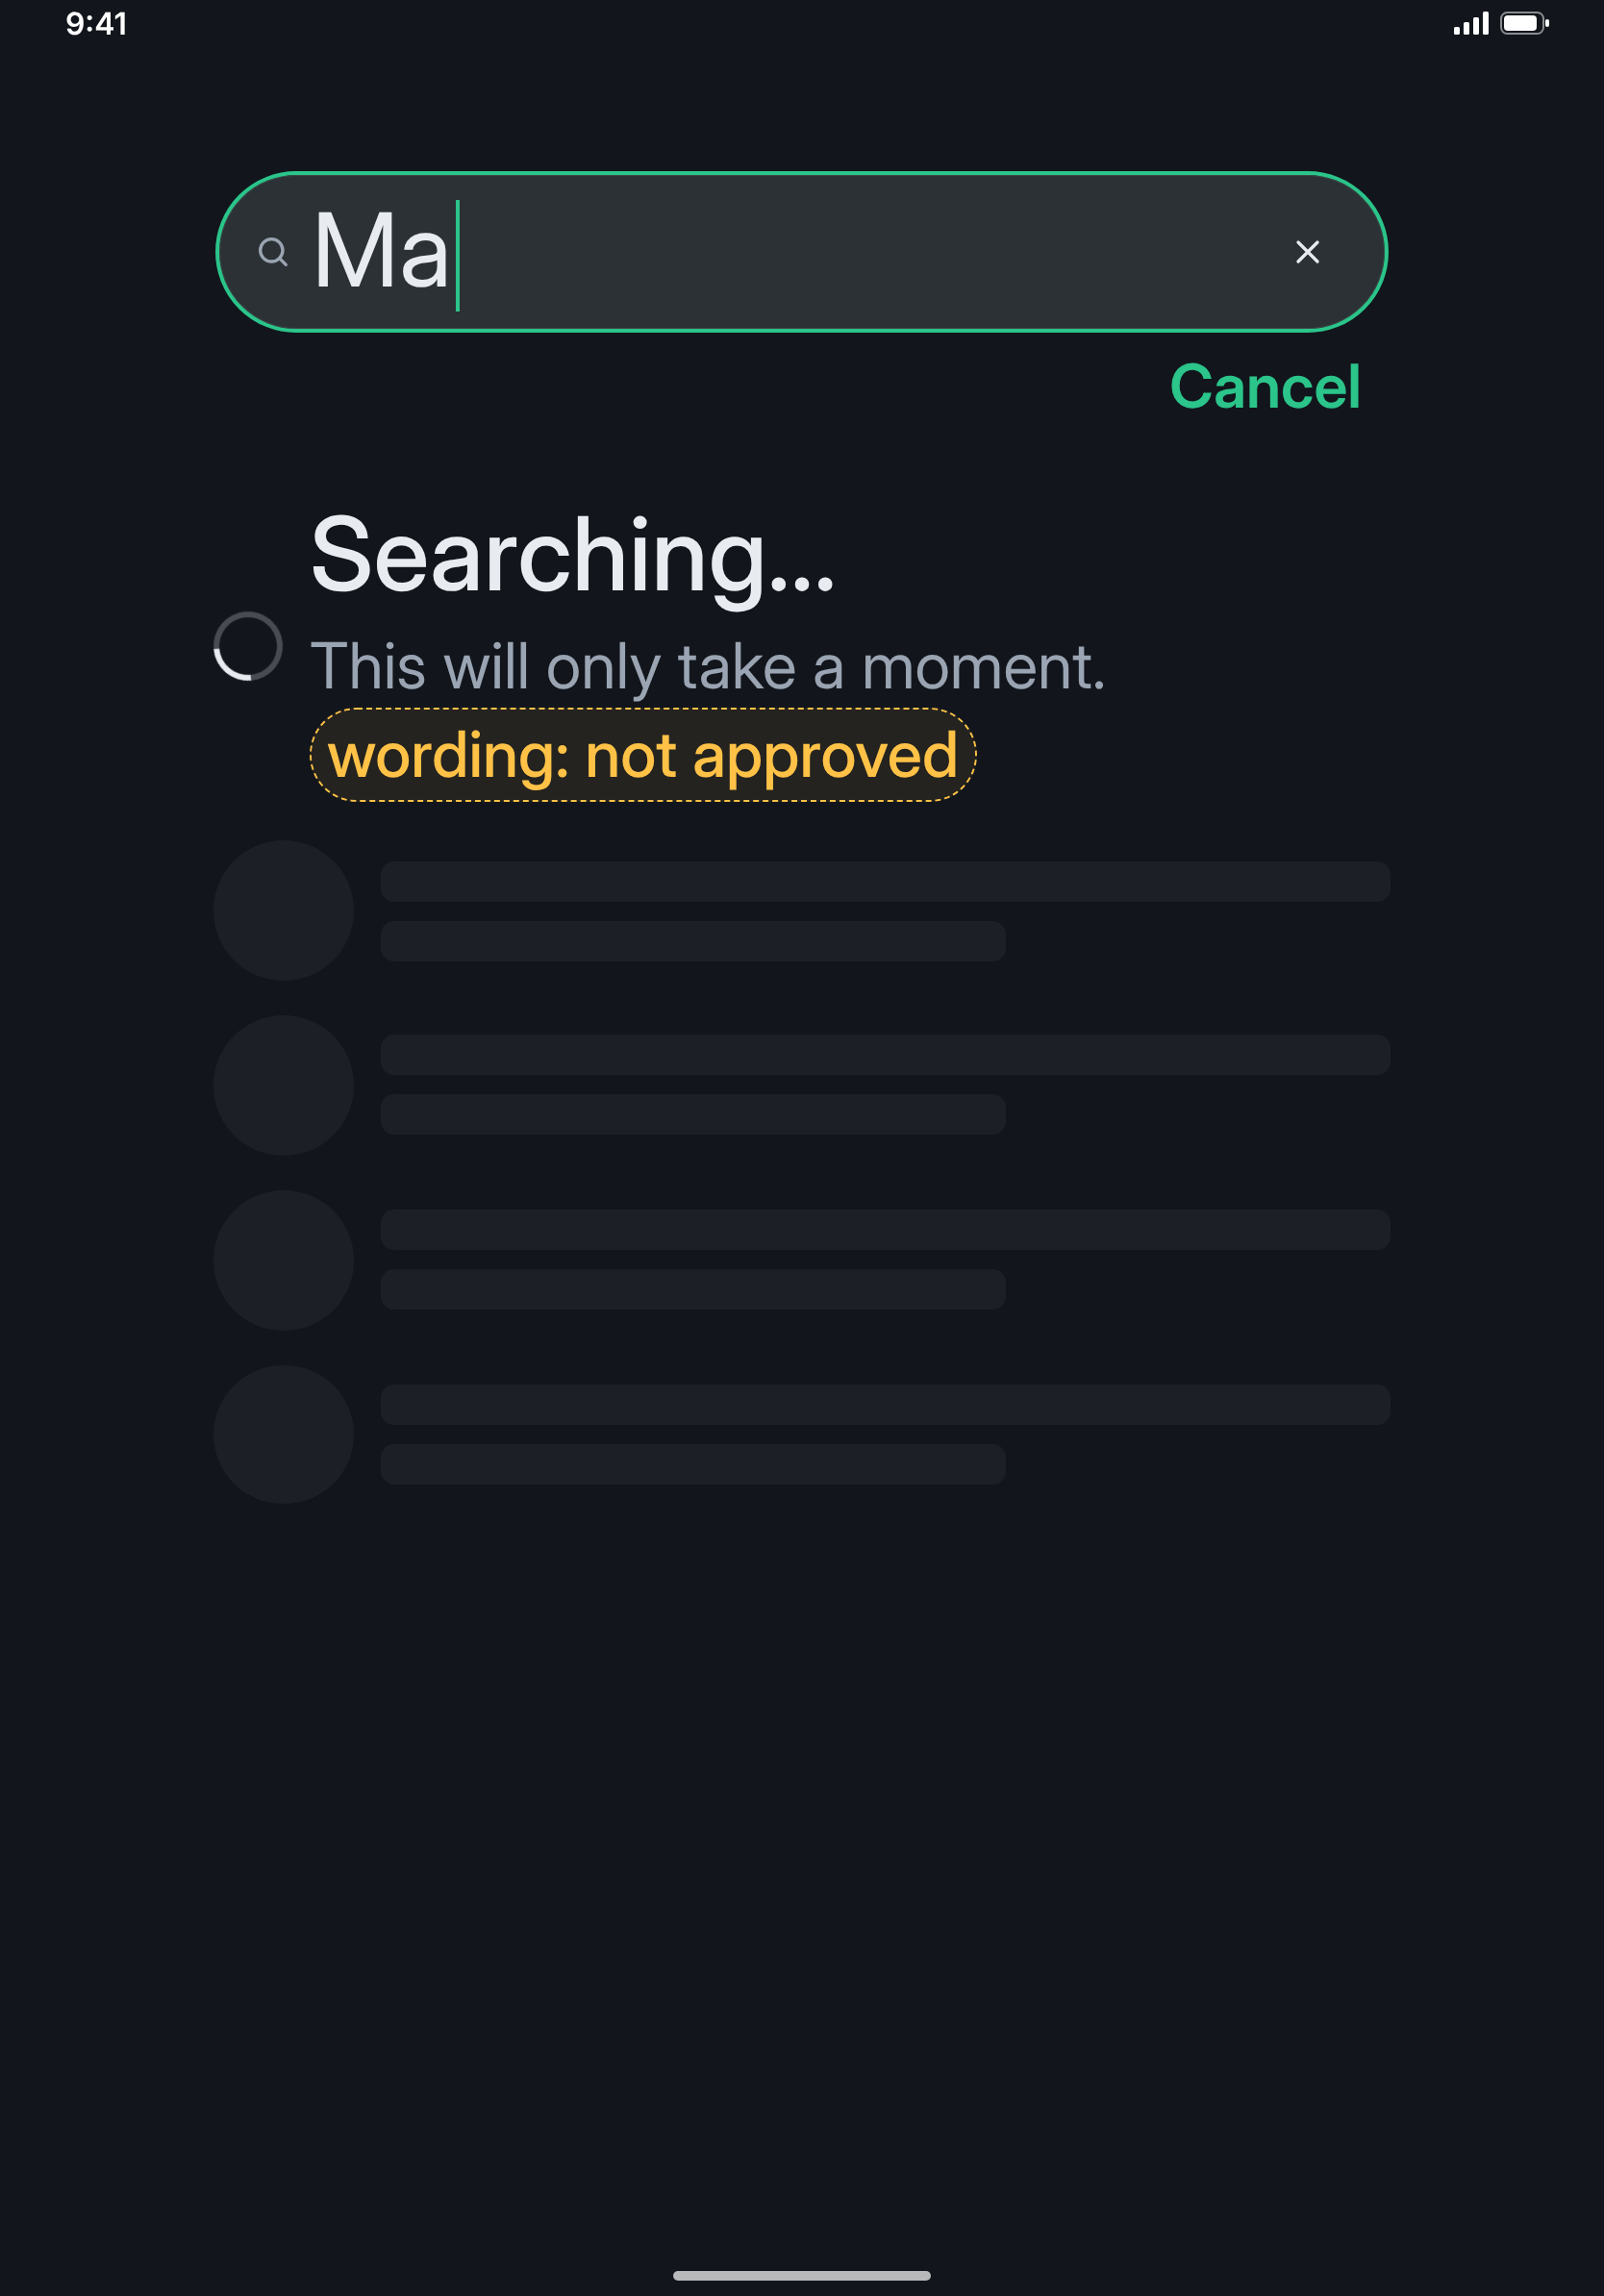 9:41
Ma
Cancel
Searching...
This will only take a moment.
wording: not approved